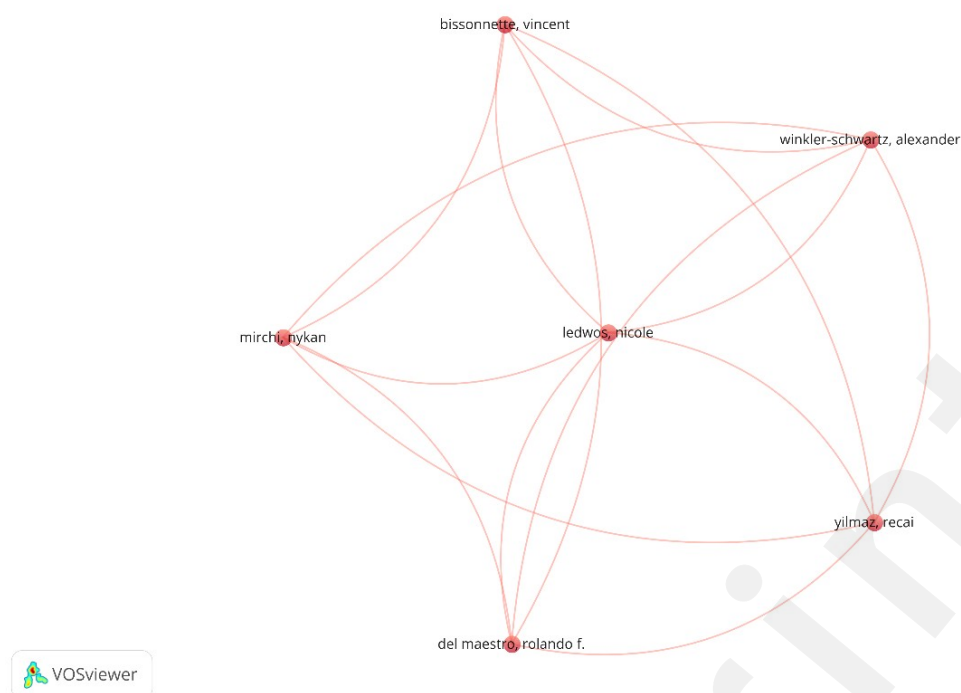 bissonnette, vincent
winkler-schwartz, alexander
mirchi, nykan
ledwos, nicole
yilmaz, recai
del maestro, rolando f.
VOSviewer